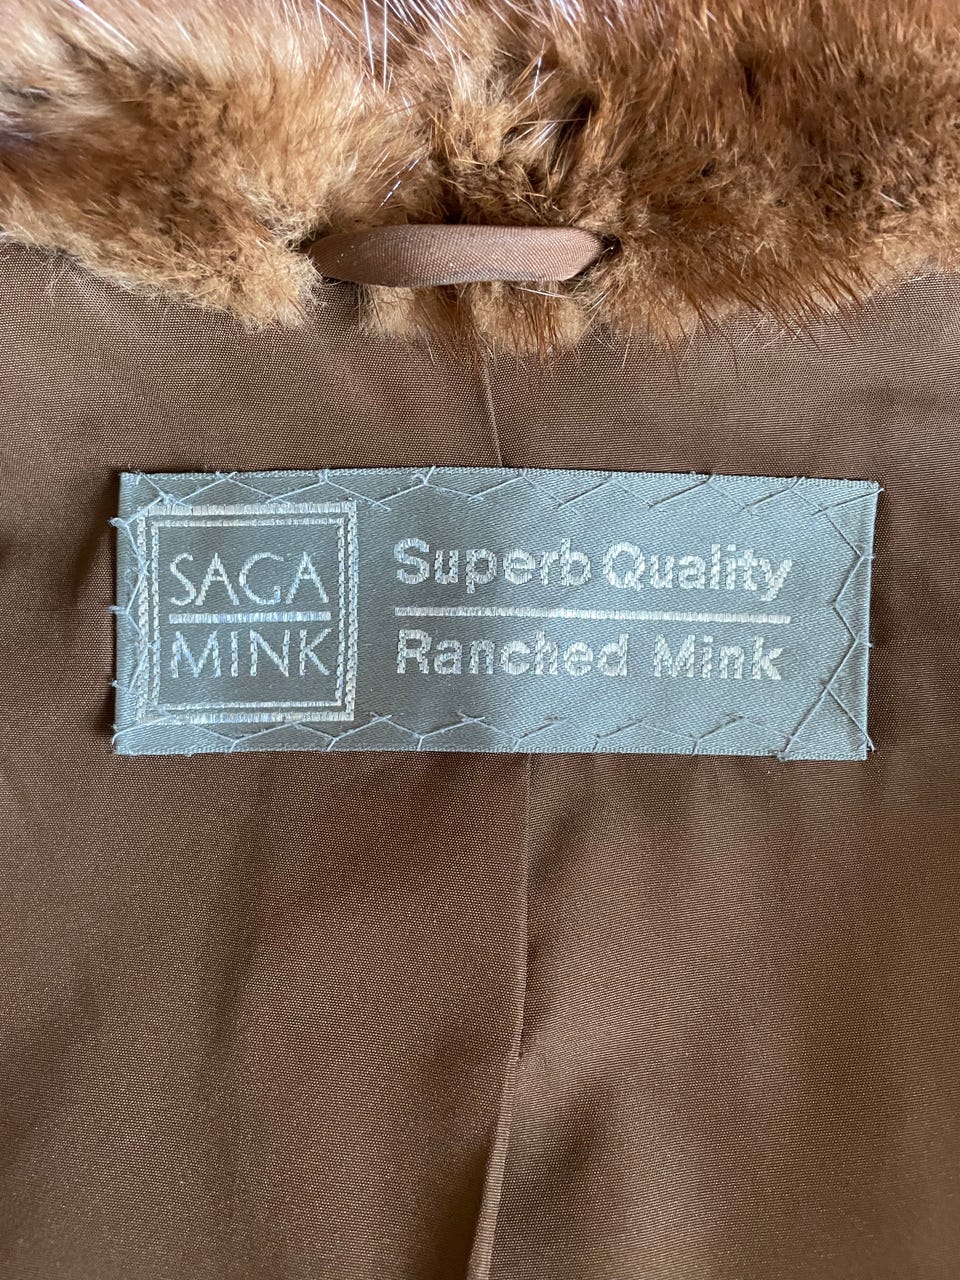 SAGA
MINK
Superb Quality
Ranched Mink